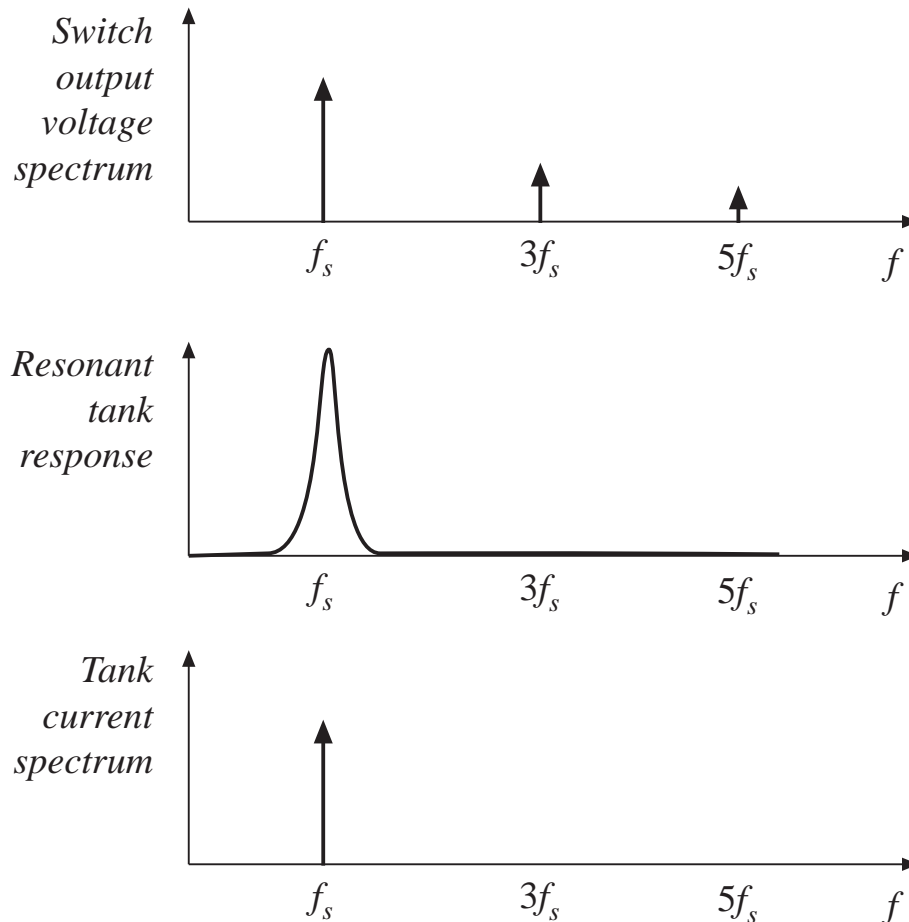 Switch
output
voltage
spectrum
fs 3fs 5fs f
Resonant
tank
response
fs 3fs 5fs f
Tank
current
spectrum
fs 3fs 5fs f